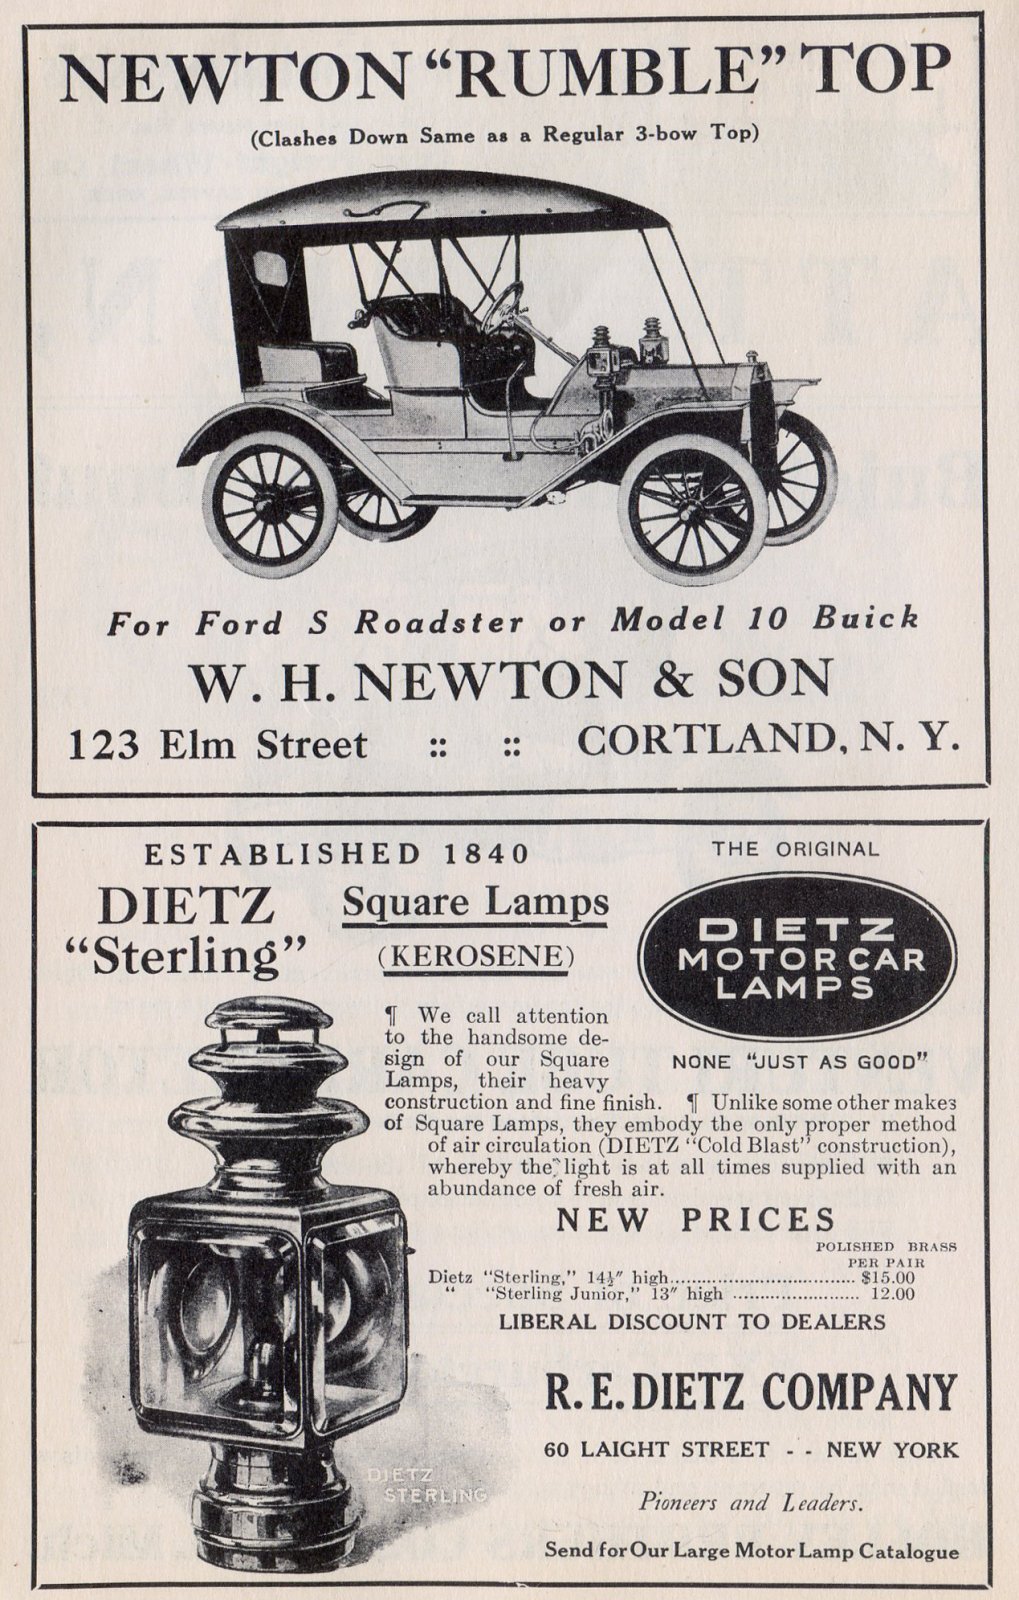 NEWTON "RUMBLE" TOP
(Clashes Down Same as a Regular 3-bow Top)
For Ford S Roadster or Model 10 Buick
W. H. NEWTON & SON
123 Elm Street :: :: CORTLAND, N. Y.
ESTABLISHED 1840
DIETZ
"Sterling"
Square Lamps
(KEROSENE)
THE ORIGINAL
DIETZ
MOTOR CAR
LAMPS
NONE "JUST AS GOOD"
¶ We call attention
to the handsome de-
sign of our Square
Lamps, their heavy
construction and fine finish. ¶ Unlike some other makes
of Square Lamps, they embody the only proper method
of air circulation (DIETZ "Cold Blast" construction),
whereby the light is at all times supplied with an
abundance of fresh air.
NEW PRICES
POLISHED BRASS
PER PAIR
Dietz "Sterling," 14½" high.................................. $15.00
" "Sterling Junior," 13" high ....................... 12.00
LIBERAL DISCOUNT TO DEALERS
R. E. DIETZ COMPANY
60 LAIGHT STREET - - NEW YORK
DIETZ
STERLING
Pioneers and Leaders.
Send for Our Large Motor Lamp Catalogue